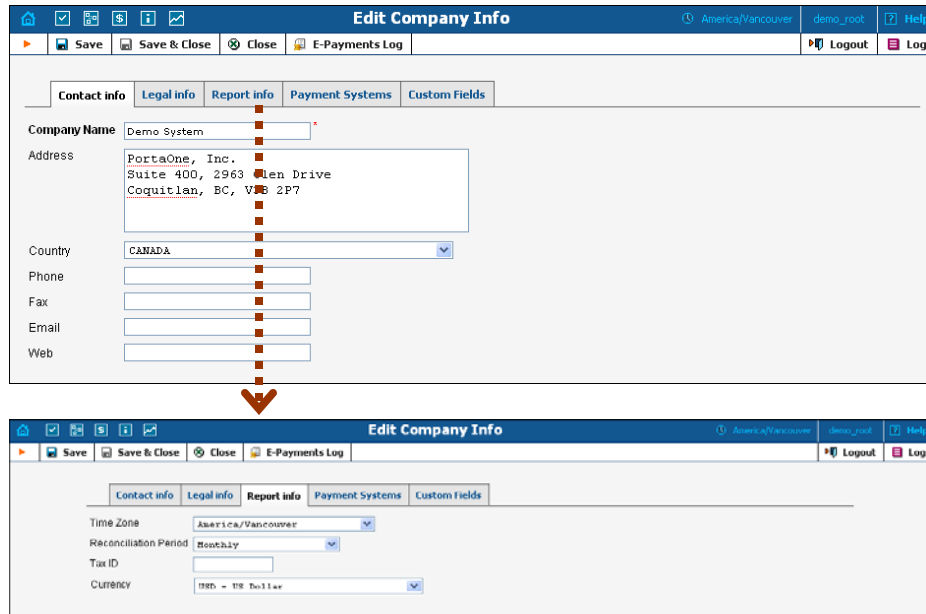 Edit Company Info America/Vancouver demo_root ? Help
Save Save & Close Close E-Payments Log Logout Log
Contact info Legal info Report info Payment Systems Custom Fields
Company Name Demo System *
Address PortaOne, Inc.
Suite 400, 2963 Glen Drive
Coquitlan, BC, V3B 2P7
Country CANADA
Phone
Fax
Email
Web
Edit Company Info America/Vancouver demo_root ? Help
Save Save & Close Close E-Payments Log Logout Log
Contact info Legal info Report info Payment Systems Custom Fields
Time Zone America/Vancouver
Reconciliation Period Monthly
Tax ID
Currency USD - US Dollar